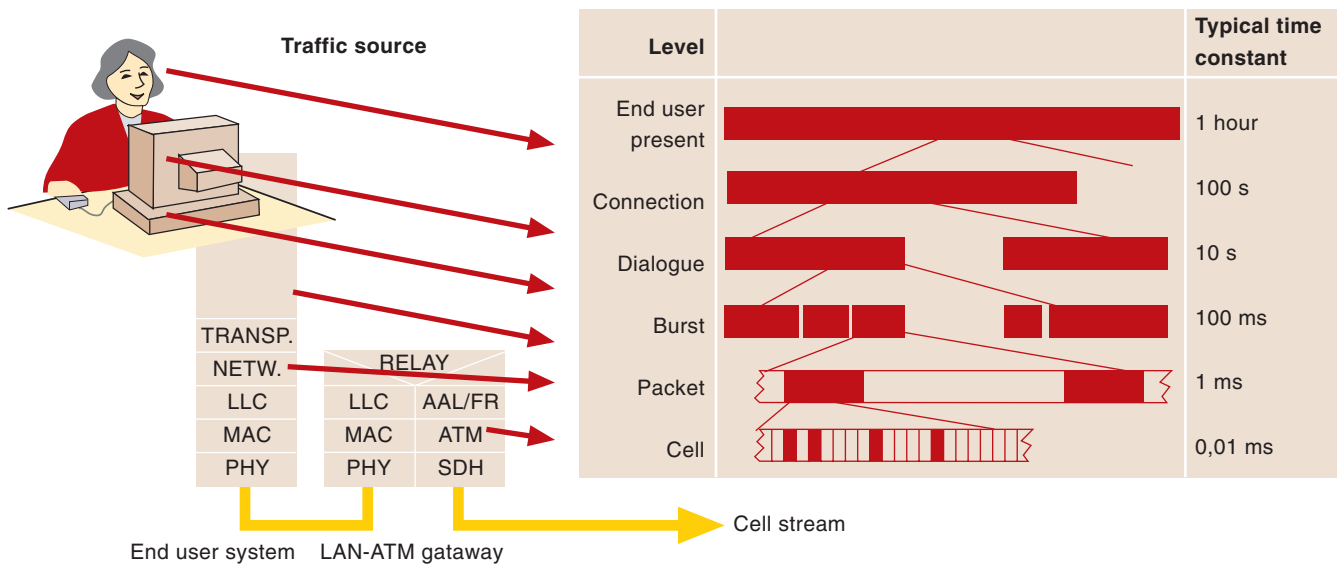 Traffic source
Level
Typical time
constant
End user
present
1 hour
Connection
100 s
Dialogue
10 s
Burst
100 ms
Packet
1 ms
Cell
0,01 ms
TRANSP.
NETW.
RELAY
LLC
LLC
AAL/FR
MAC
MAC
ATM
PHY
PHY
SDH
Cell stream
End user system
LAN-ATM gataway